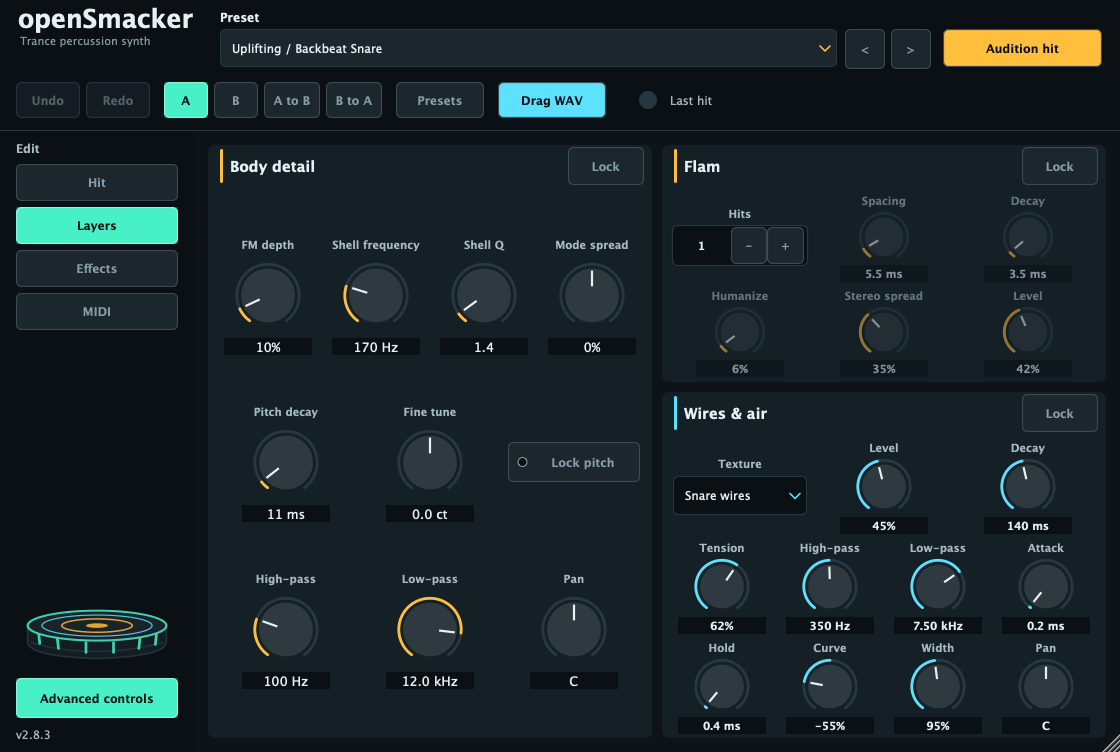 openSmacker
Trance percussion synth
Preset
Uplifting / Backbeat Snare
<
>
Audition hit
Undo
Redo
A
B
A to B
B to A
Presets
Drag WAV
Last hit
Edit
Hit
Layers
Effects
MIDI
Advanced controls
v2.8.3
Body detail
Lock
FM depth
Shell frequency
Shell Q
Mode spread
10%
170 Hz
1.4
0%
Pitch decay
Fine tune
Lock pitch
11 ms
0.0 ct
High-pass
Low-pass
Pan
100 Hz
12.0 kHz
C
Flam
Lock
Hits
Spacing
Decay
1
-
+
5.5 ms
3.5 ms
Humanize
Stereo spread
Level
6%
35%
42%
Wires & air
Lock
Texture
Level
Decay
Snare wires
45%
140 ms
Tension
High-pass
Low-pass
Attack
62%
350 Hz
7.50 kHz
0.2 ms
Hold
Curve
Width
Pan
0.4 ms
-55%
95%
C